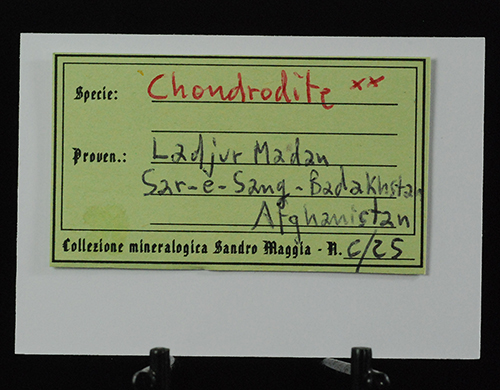 Specie: Chondrodite xx
Proven.: Ladjur Madan
Sar-e-Sang-Badakhstan
Afghanistan
Collezione mineralogica Sandro Maggia - N. C/25